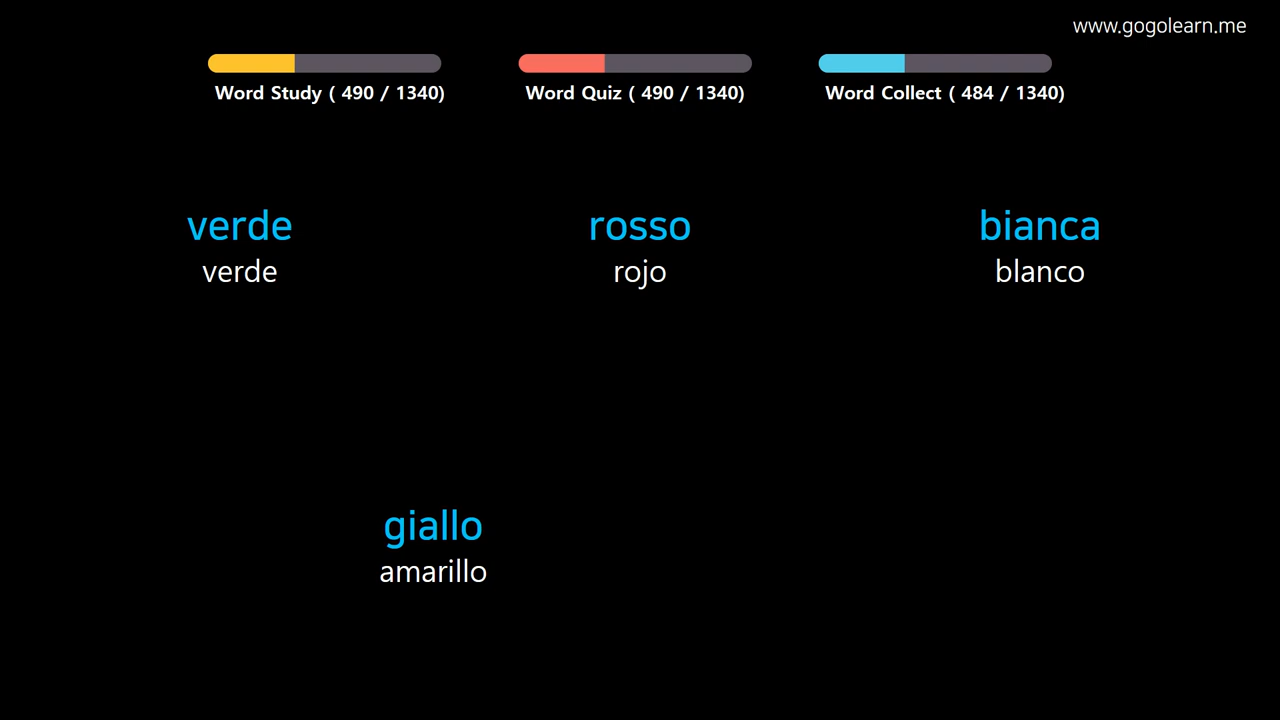 www.gogolearn.me
Word Study ( 490 / 1340)
Word Quiz ( 490 / 1340)
Word Collect ( 484 / 1340)
verde
verde
rosso
rojo
bianca
blanco
giallo
amarillo